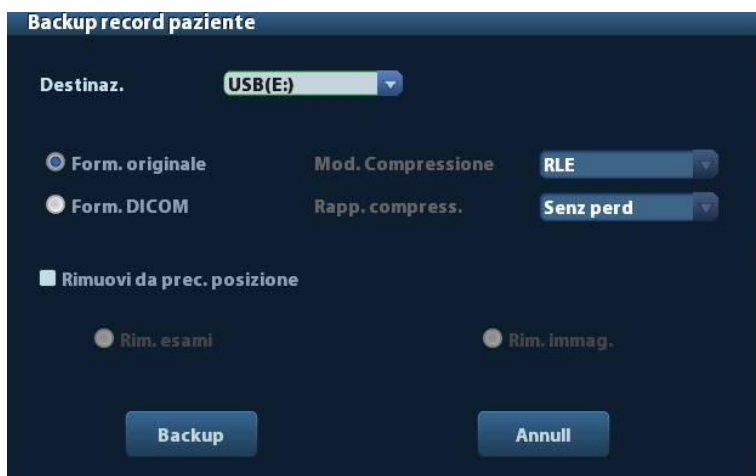 Backup record paziente
Destinaz. USB(E:)
Form. originale Mod. Compressione RLE
Form. DICOM Rapp. compress. Senz perd
Rimuovi da prec. posizione
Rim. esami Rim. immag.
Backup Annull